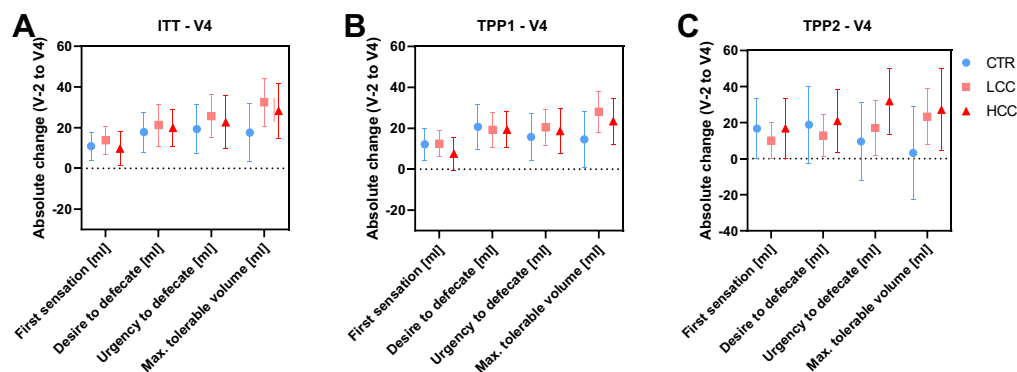 A
ITT - V4
Absolute change (V-2 to V4)
60
40
20
0
-20
First sensation [ml]
Desire to defecate [ml]
Urgency to defecate [ml]
Max. tolerable volume [ml]
B
TPP1 - V4
Absolute change (V-2 to V4)
60
40
20
0
-20
First sensation [ml]
Desire to defecate [ml]
Urgency to defecate [ml]
Max. tolerable volume [ml]
C
TPP2 - V4
Absolute change (V-2 to V4)
60
40
20
0
-20
-40
First sensation [ml]
Desire to defecate [ml]
Urgency to defecate [ml]
Max. tolerable volume [ml]
CTR
LCC
HCC